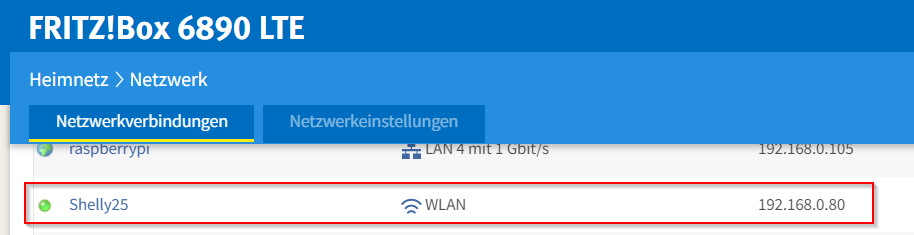 FRITZ!Box 6890 LTE
Heimnetz > Netzwerk
Netzwerkverbindungen Netzwerkeinstellungen
raspberrypi LAN 4 mit 1 Gbit/s 192.168.0.105
Shelly25 WLAN 192.168.0.80